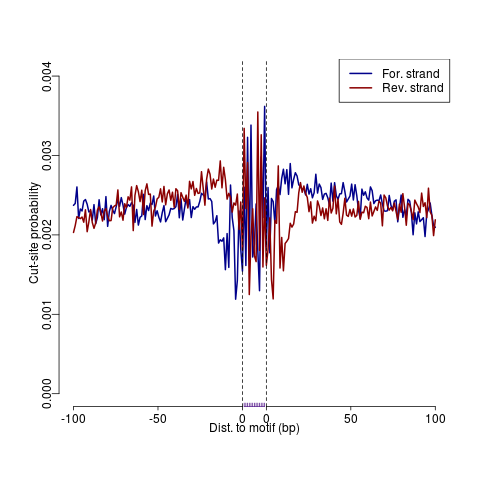 For. strand
Rev. strand
Cut-site probability
0.004
0.003
0.002
0.001
0.000
-100 -50 0 0 50 100
Dist. to motif (bp)